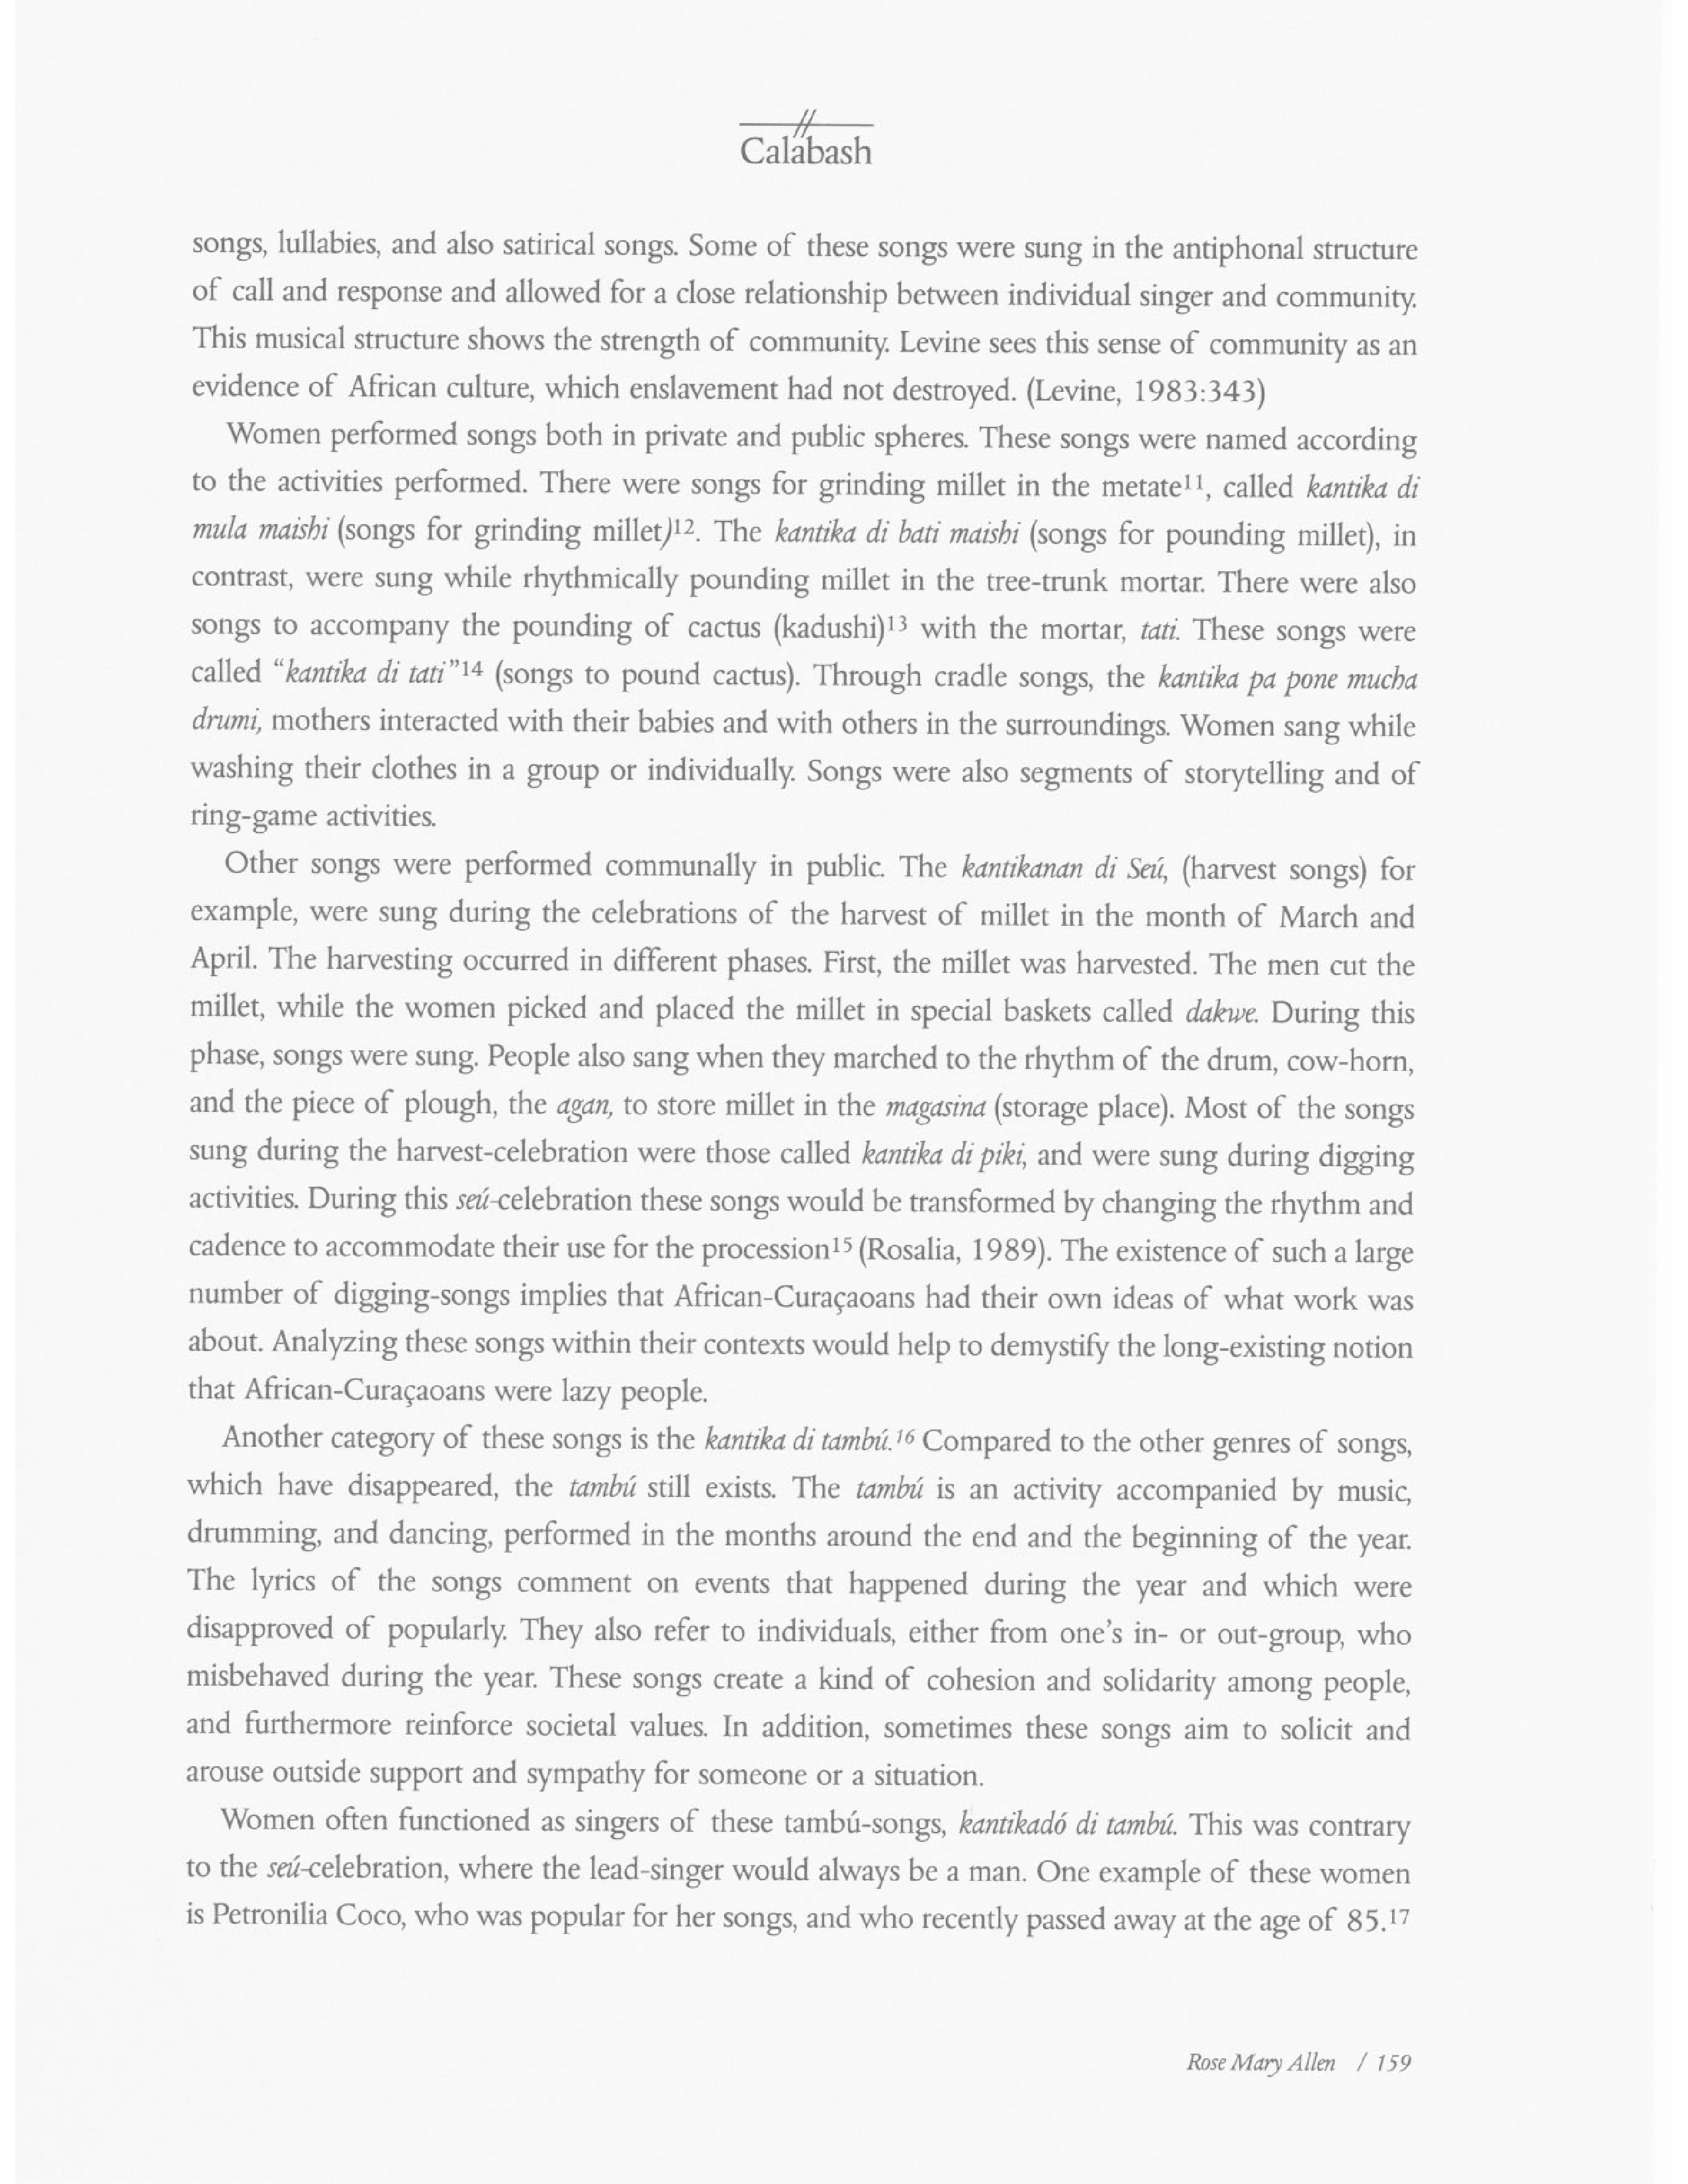 Calabash
songs, lullabies, and also satirical songs. Some of these songs were sung in the antiphonal structure
of call and response and allowed for a close relationship between individual singer and community.
This musical structure shows the strength of community. Levine sees this sense of community as an
evidence of African culture, which enslavement had not destroyed. (Levine, 1983:343)
Women performed songs both in private and public spheres. These songs were named according
to the activities performed. There were songs for grinding millet in the metate¹¹, called kantika di
mula maishi (songs for grinding millet)¹². The kantika di bati maishi (songs for pounding millet), in
contrast, were sung while rhythmically pounding millet in the tree-trunk mortar. There were also
songs to accompany the pounding of cactus (kadushi)¹³ with the mortar, tati. These songs were
called “kantika di tati”¹⁴ (songs to pound cactus). Through cradle songs, the kantika pa pone mucha
drumi, mothers interacted with their babies and with others in the surroundings. Women sang while
washing their clothes in a group or individually. Songs were also segments of storytelling and of
ring-game activities.
Other songs were performed communally in public. The kantikanan di Seú, (harvest songs) for
example, were sung during the celebrations of the harvest of millet in the month of March and
April. The harvesting occurred in different phases. First, the millet was harvested. The men cut the
millet, while the women picked and placed the millet in special baskets called dakwe. During this
phase, songs were sung. People also sang when they marched to the rhythm of the drum, cow-horn,
and the piece of plough, the agan, to store millet in the magasina (storage place). Most of the songs
sung during the harvest-celebration were those called kantika di piki, and were sung during digging
activities. During this seú-celebration these songs would be transformed by changing the rhythm and
cadence to accommodate their use for the procession¹⁵ (Rosalia, 1989). The existence of such a large
number of digging-songs implies that African-Curaçaoans had their own ideas of what work was
about. Analyzing these songs within their contexts would help to demystify the long-existing notion
that African-Curaçaoans were lazy people.
Another category of these songs is the kantika di tambú.¹⁶ Compared to the other genres of songs,
which have disappeared, the tambú still exists. The tambú is an activity accompanied by music,
drumming, and dancing, performed in the months around the end and the beginning of the year.
The lyrics of the songs comment on events that happened during the year and which were
disapproved of popularly. They also refer to individuals, either from one’s in- or out-group, who
misbehaved during the year. These songs create a kind of cohesion and solidarity among people,
and furthermore reinforce societal values. In addition, sometimes these songs aim to solicit and
arouse outside support and sympathy for someone or a situation.
Women often functioned as singers of these tambú-songs, kantikadó di tambú. This was contrary
to the seú-celebration, where the lead-singer would always be a man. One example of these women
is Petronilia Coco, who was popular for her songs, and who recently passed away at the age of 85.¹⁷
Rose Mary Allen / 159